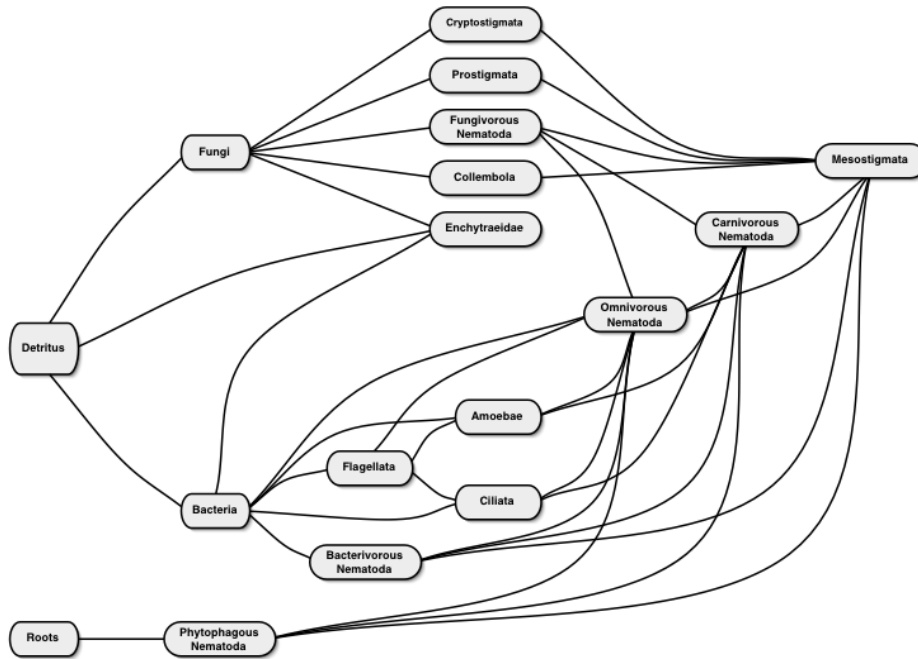 Cryptostigmata
Prostigmata
Fungivorous
Nematoda
Fungi
Mesostigmata
Collembola
Enchytraeidae
Carnivorous
Nematoda
Omnivorous
Nematoda
Detritus
Amoebae
Flagellata
Ciliata
Bacteria
Bacterivorous
Nematoda
Roots
Phytophagous
Nematoda